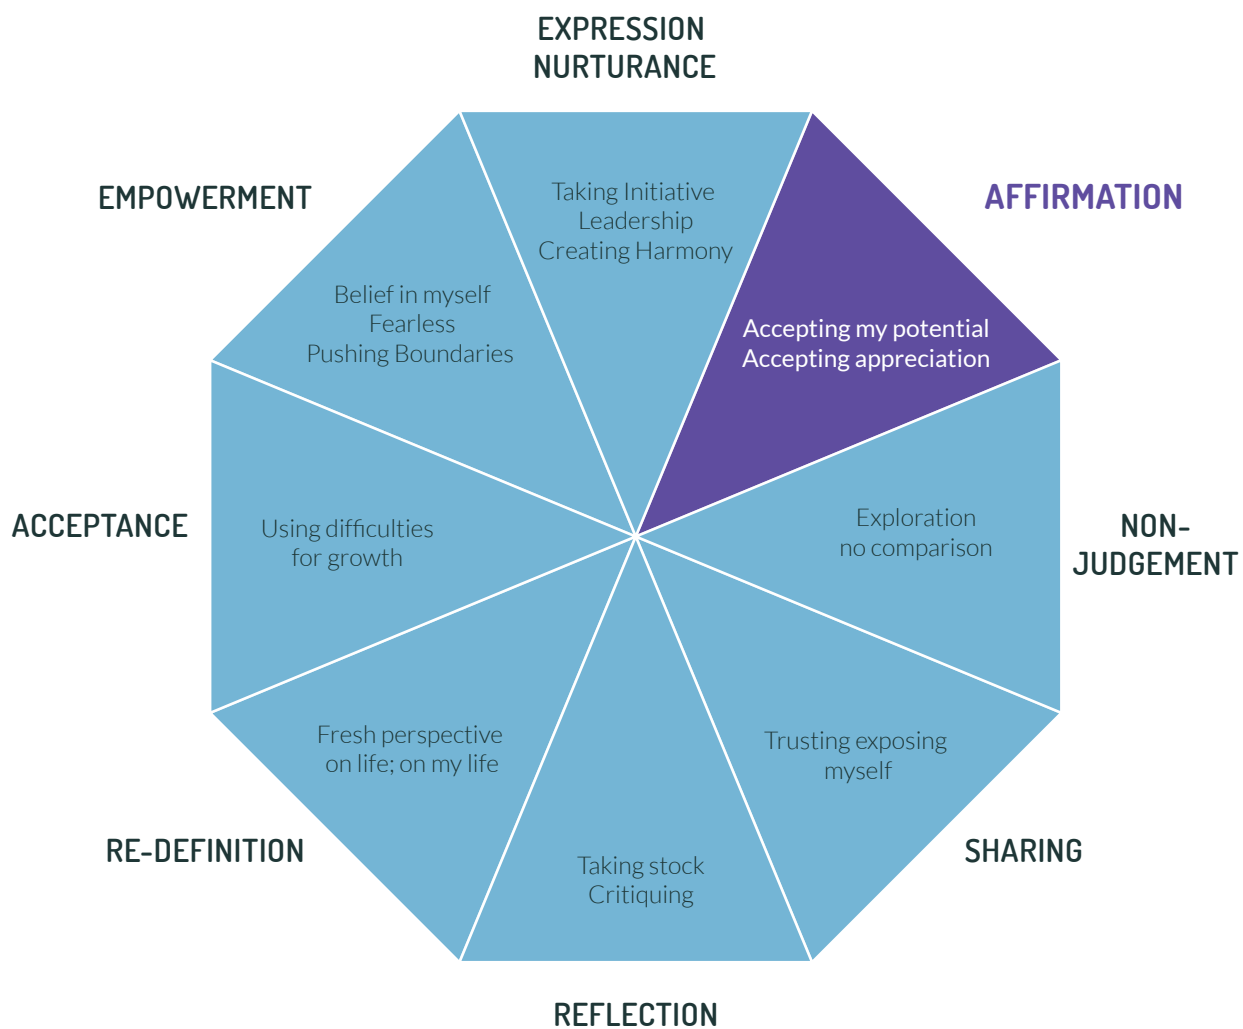 EXPRESSION
NURTURANCE
AFFIRMATION
EMPOWERMENT
Taking Initiative
Leadership
Creating Harmony
Belief in myself
Fearless
Pushing Boundaries
Accepting my potential
Accepting appreciation
ACCEPTANCE
Using difficulties
for growth
Exploration
no comparison
NON-
JUDGEMENT
Fresh perspective
on life; on my life
Trusting exposing
myself
RE-DEFINITION
SHARING
Taking stock
Critiquing
REFLECTION